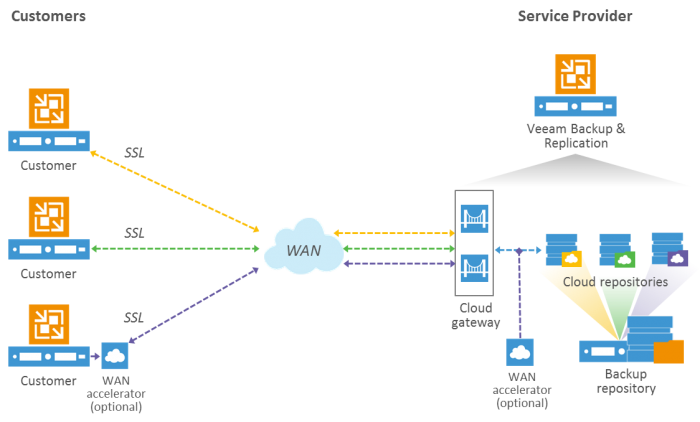 Customers
Service Provider
Veeam Backup &
Replication
SSL
Customer
SSL
WAN
Customer
Cloud repositories
SSL
Cloud
gateway
Customer
WAN
accelerator
(optional)
WAN
accelerator
(optional)
Backup
repository